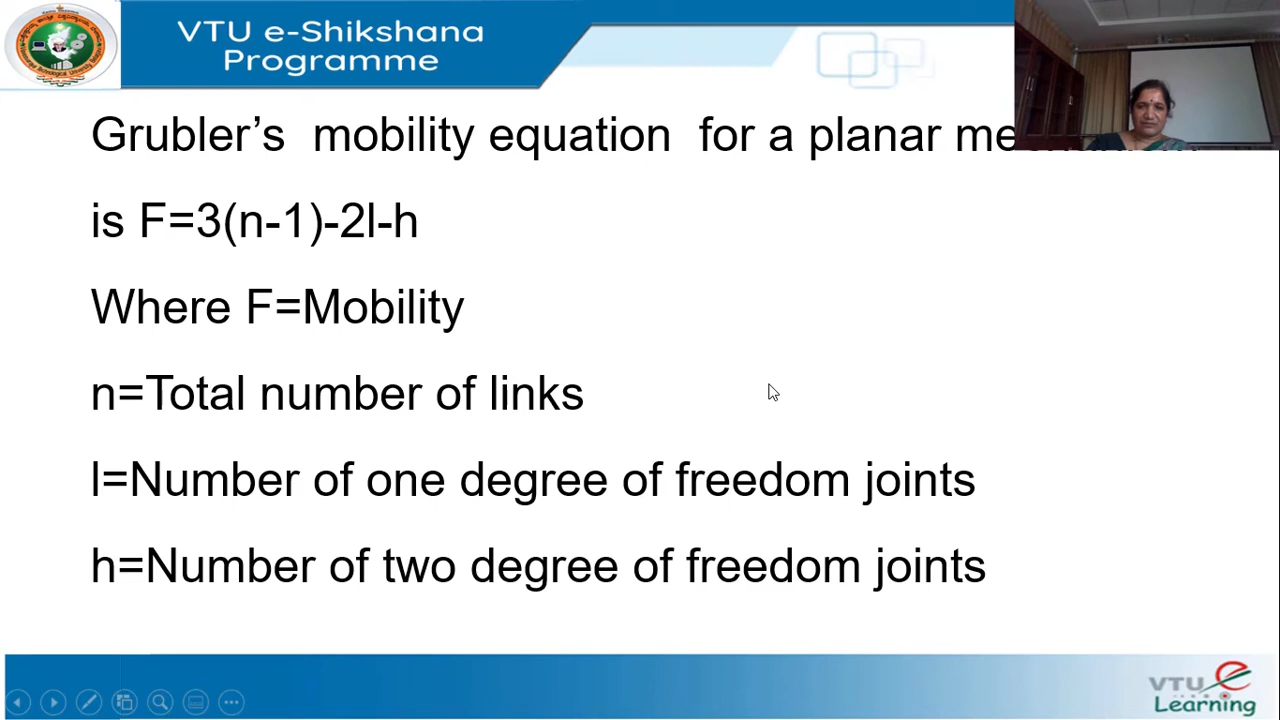 VTU e-Shikshana
Programme
Grubler’s mobility equation for a planar
is F=3(n-1)-2l-h
Where F=Mobility
n=Total number of links
l=Number of one degree of freedom joints
h=Number of two degree of freedom joints
VTU e
Learning